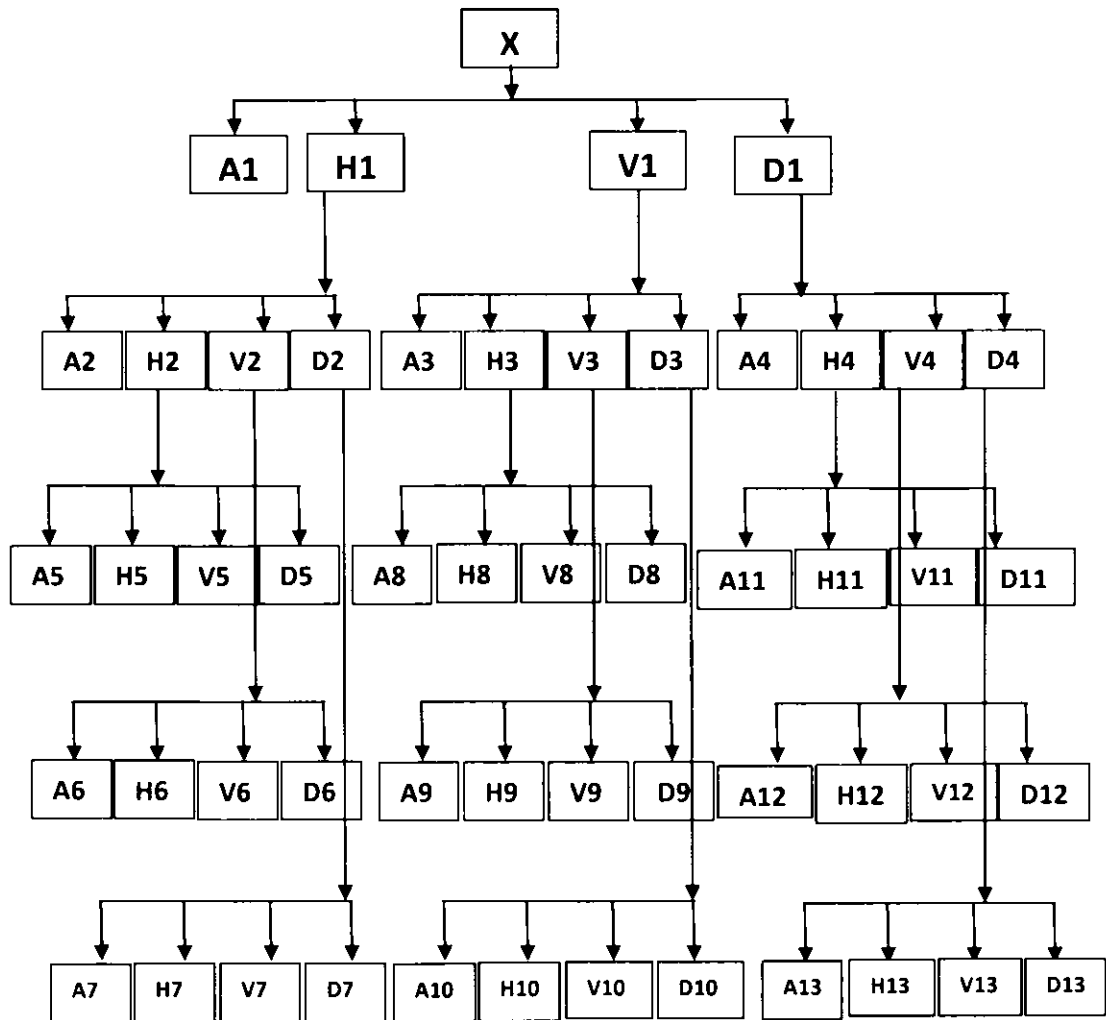 X
A1 H1 V1 D1
A2 H2 V2 D2 A3 H3 V3 D3 A4 H4 V4 D4
A5 H5 V5 D5 A8 H8 V8 D8 A11 H11 V11 D11
A6 H6 V6 D6 A9 H9 V9 D9 A12 H12 V12 D12
A7 H7 V7 D7 A10 H10 V10 D10 A13 H13 V13 D13